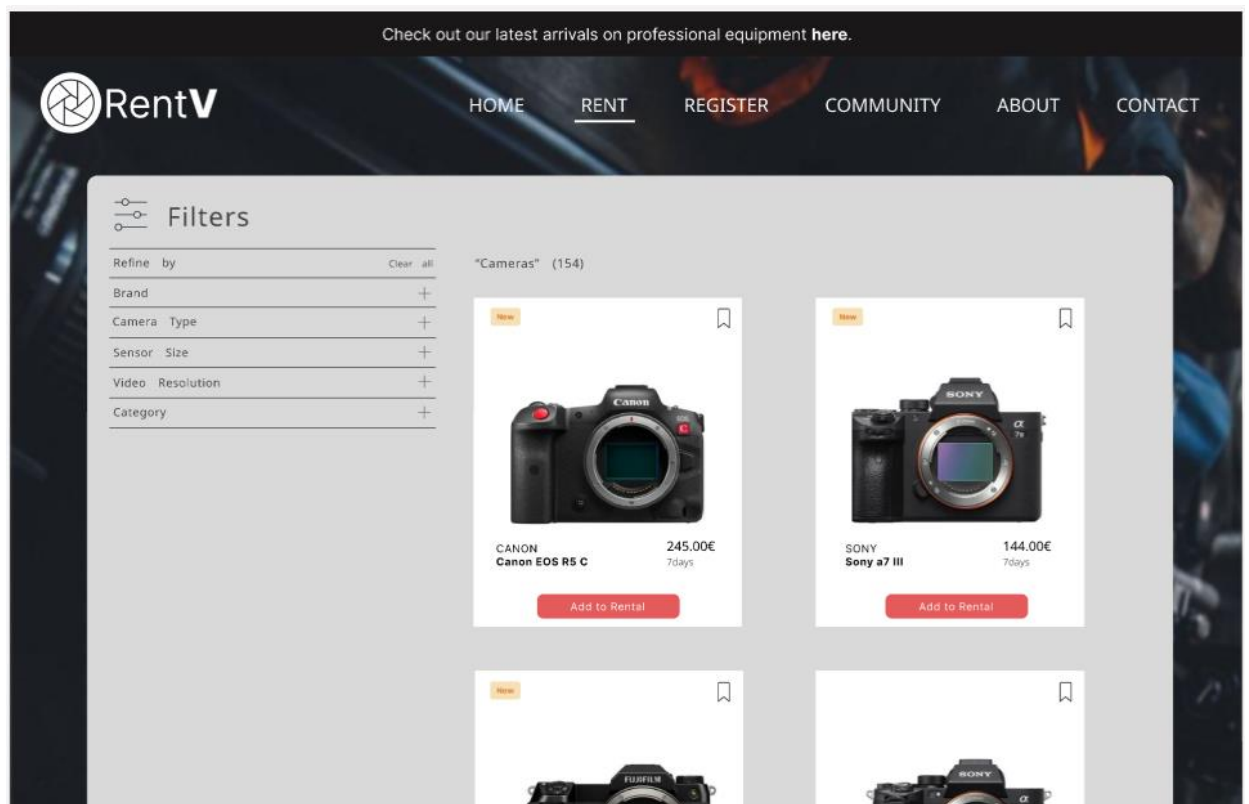 Check out our latest arrivals on professional equipment here.
RentV
HOME RENT REGISTER COMMUNITY ABOUT CONTACT
Filters
Refine by Clear all
"Cameras" (154)
Brand
Camera Type
Sensor Size
Video Resolution
Category
New
Canon
EOS
C
CANON 245.00€
Canon EOS R5 C 7days
Add to Rental
New
SONY
α
7III
SONY 144.00€
Sony a7 III 7days
Add to Rental
New
FUJIFILM
SONY
α